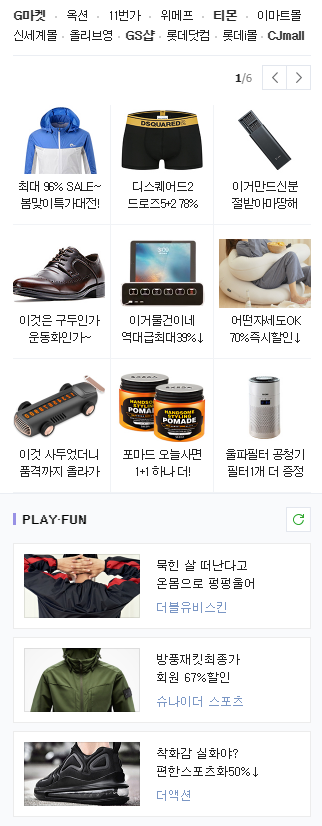 G마켓 · 옥션 · 11번가 · 위메프 · 티몬 · 이마트몰
신세계몰 · 올리브영 · GS샵 · 롯데닷컴 · 롯데i몰 · CJmall
1/6
최대 96% SALE~
봄맞이특가대전!
DSQUARED2
디스퀘어드2
드로즈5+2 78%
이거만드신분
절받아마땅해
이것은 구두인가
운동화인가~
이거물건이네
역대급최대39%↓
어떤자세도OK
70%즉시할인↓
이것 사두었더니
품격까지 올라가
HANDSOME
STYLING
POMADE
HANDSOME
STYLING
POMADE
포마드 오늘사면
1+1 하나 더!
울파필터 공청기
필터1개 더 증정
PLAY·FUN
묵힌 살 떠난다고
온몸으로 펑펑울어
더블유비스킨
방풍재킷최종가
회원 67%할인
슈나이더 스포츠
착화감 실화야?
편한스포츠화50%↓
더액션